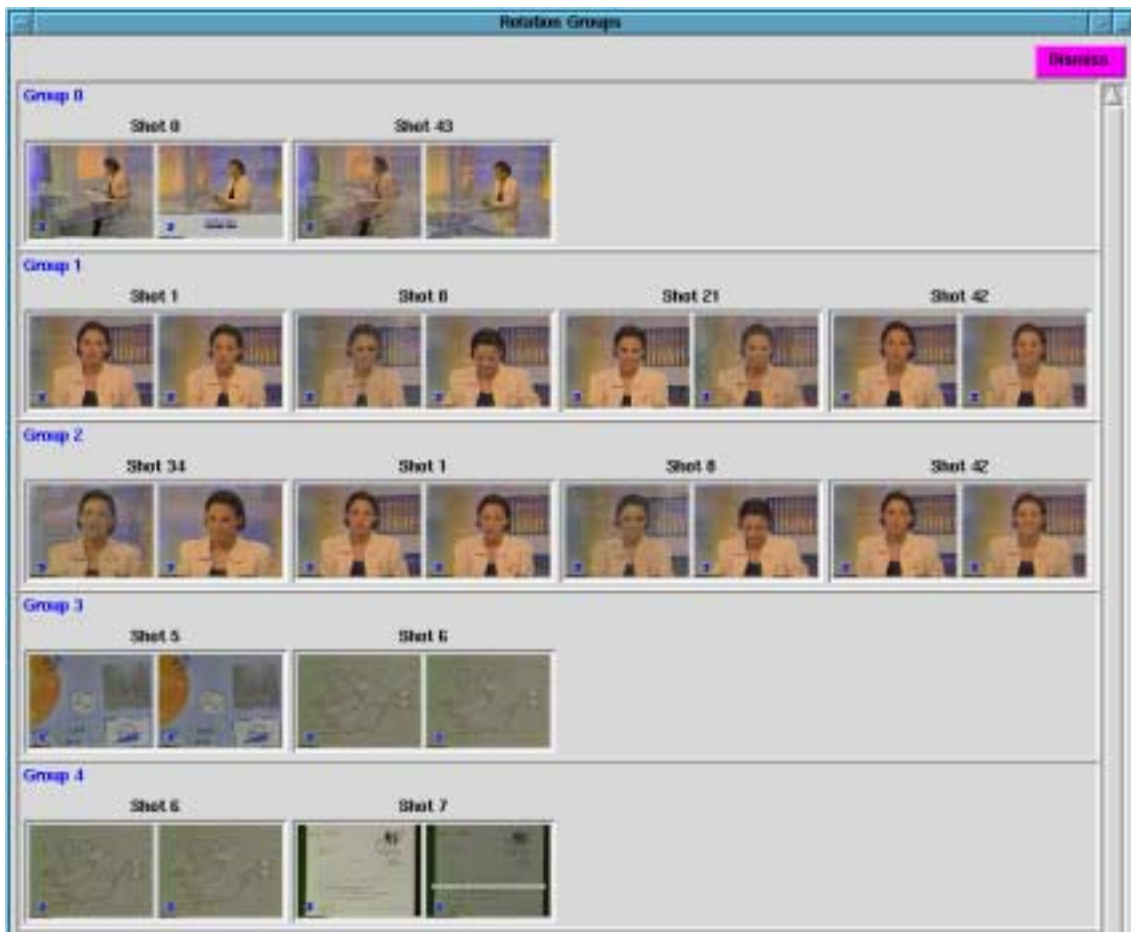 Rotation Groups
Dismiss
Group 0
Shot 0 Shot 43
Group 1
Shot 1 Shot 8 Shot 21 Shot 42
Group 2
Shot 34 Shot 1 Shot 8 Shot 42
Group 3
Shot 5 Shot 6
Group 4
Shot 6 Shot 7